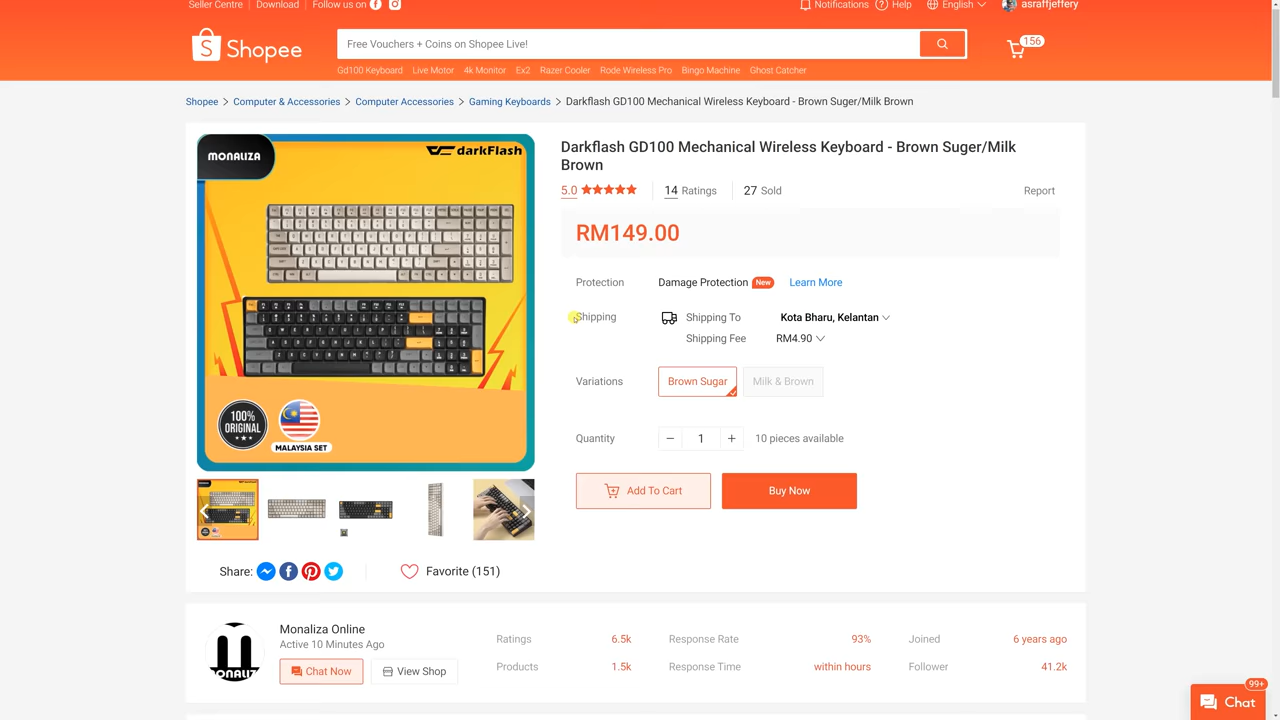 Seller Centre
Download
Follow us on
Notifications
Help
English
asraffjeffery
Shopee
Free Vouchers + Coins on Shopee Live!
156
Gd100 Keyboard
Live Motor
4k Monitor
Ex2
Razer Cooler
Rode Wireless Pro
Bingo Machine
Ghost Catcher
Shopee > Computer & Accessories > Computer Accessories > Gaming Keyboards > Darkflash GD100 Mechanical Wireless Keyboard - Brown Suger/Milk Brown
MONALIZA
darkFlash
100%
ORIGINAL
MALAYSIA SET
Darkflash GD100 Mechanical Wireless Keyboard - Brown Suger/Milk
Brown
5.0
14 Ratings
27 Sold
Report
RM149.00
Protection
Damage Protection
New
Learn More
Shipping
Shipping To
Kota Bharu, Kelantan
Shipping Fee
RM4.90
Variations
Brown Sugar
Milk & Brown
Quantity
− 1 +
10 pieces available
Add To Cart
Buy Now
Share:
Favorite (151)
Monaliza Online
Active 10 Minutes Ago
Chat Now
View Shop
Ratings 6.5k
Response Rate 93%
Joined 6 years ago
Products 1.5k
Response Time within hours
Follower 41.2k
99+
Chat